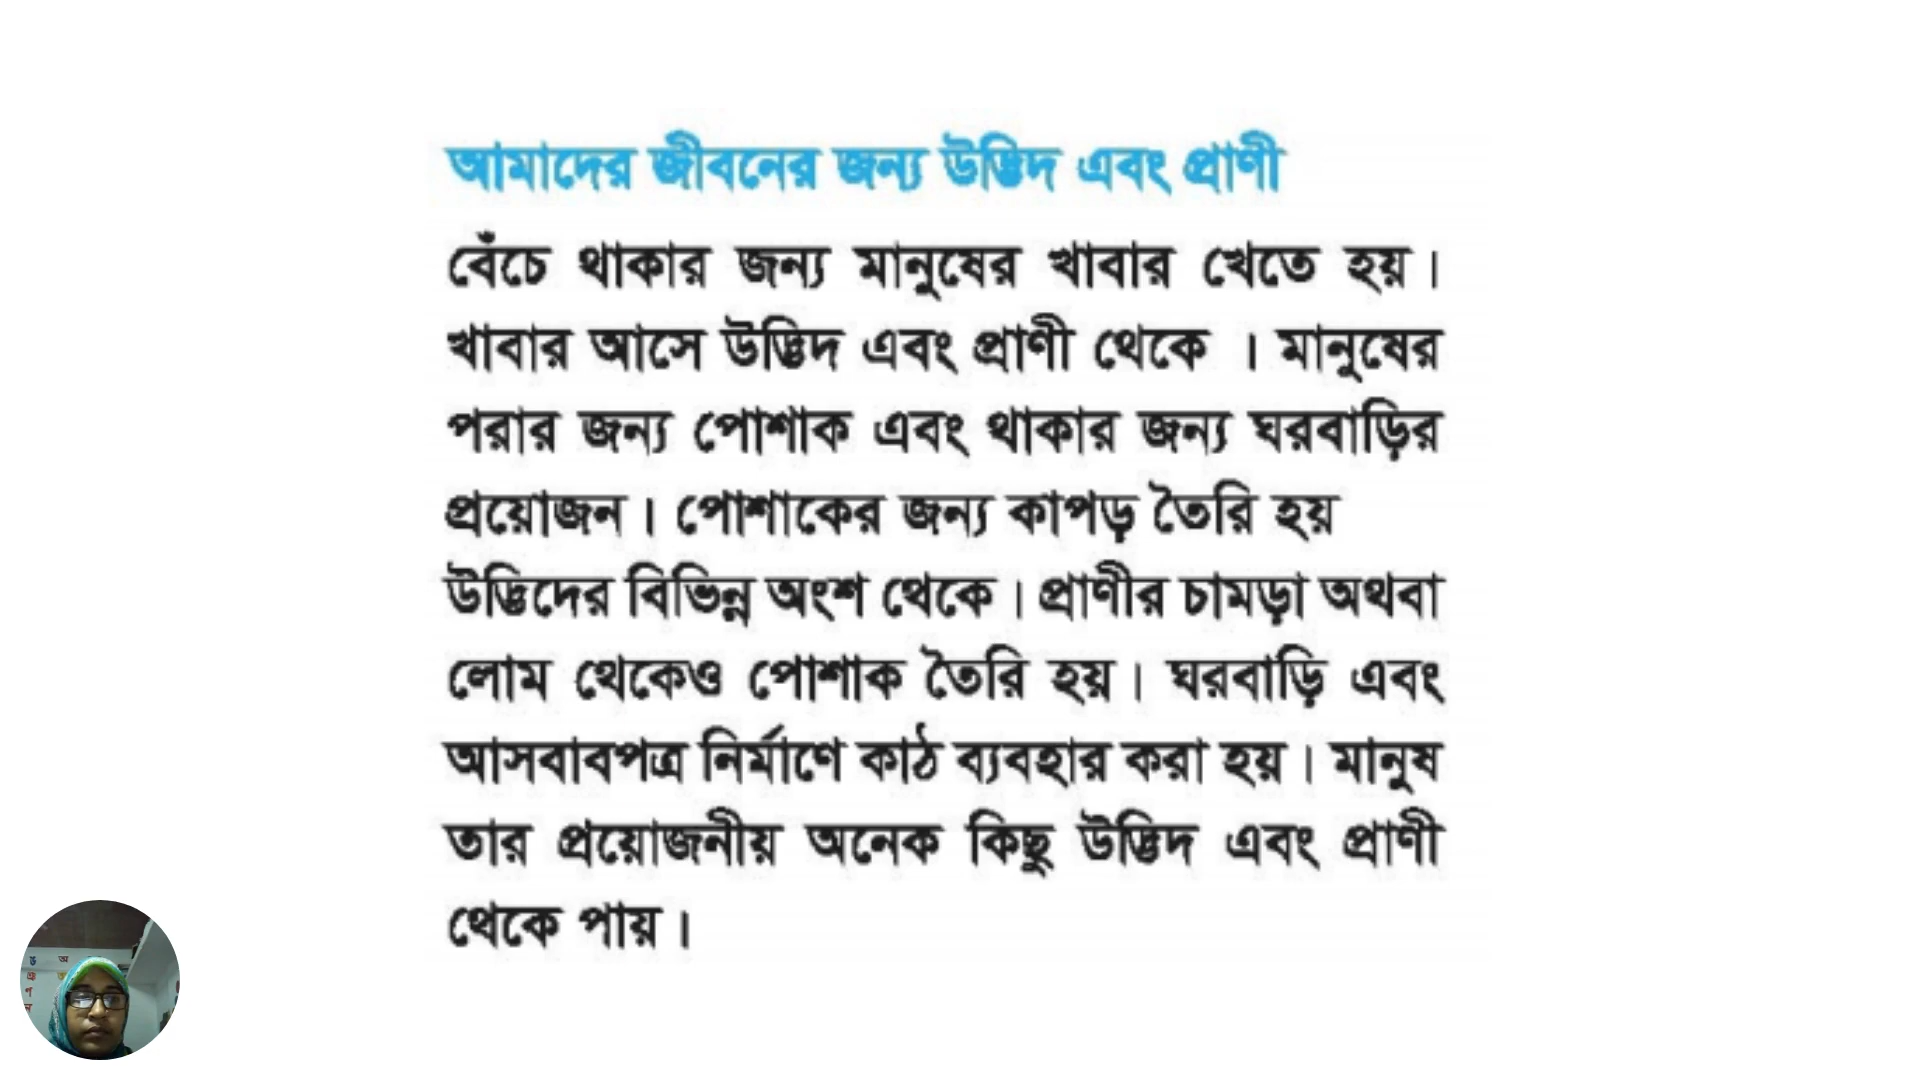 আমাদের জীবনের জন্য উদ্ভিদ এবং প্রাণী
বেঁচে থাকার জন্য মানুষের খাবার খেতে হয়।
খাবার আসে উদ্ভিদ এবং প্রাণী থেকে । মানুষের
পরার জন্য পোশাক এবং থাকার জন্য ঘরবাড়ির
প্রয়োজন। পোশাকের জন্য কাপড় তৈরি হয়
উদ্ভিদের বিভিন্ন অংশ থেকে। প্রাণীর চামড়া অথবা
লোম থেকেও পোশাক তৈরি হয়। ঘরবাড়ি এবং
আসবাবপত্র নির্মাণে কাঠ ব্যবহার করা হয়। মানুষ
তার প্রয়োজনীয় অনেক কিছু উদ্ভিদ এবং প্রাণী
থেকে পায়।